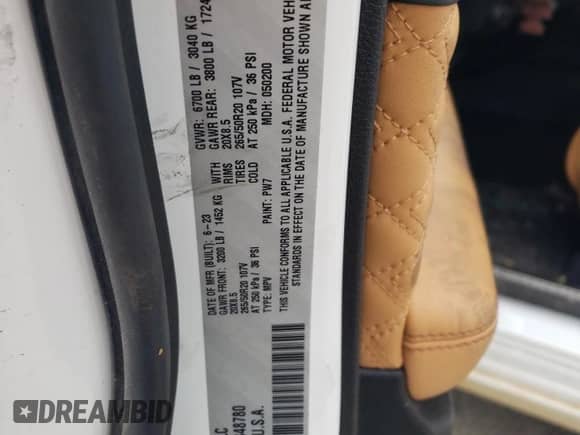 DATE OF MFR (BUILT): 6-23 GVWR: 6700 LB / 3040 KG
GAWR FRONT: 3200 LB / 1452 KG WITH GAWR REAR: 3800 LB / 1724
20X8.5 RIMS 20X8.5
265/50R20 107V TIRES 265/50R20 107V
AT 250 kPa / 36 PSI COLD AT 250 kPa / 36 PSI
TYPE: MPV PAINT: PW7 MDH: 050200
THIS VEHICLE CONFORMS TO ALL APPLICABLE U.S.A. FEDERAL MOTOR VEH
STANDARDS IN EFFECT ON THE DATE OF MANUFACTURE SHOWN
LC
48780
U.S.A.
DREAMBID